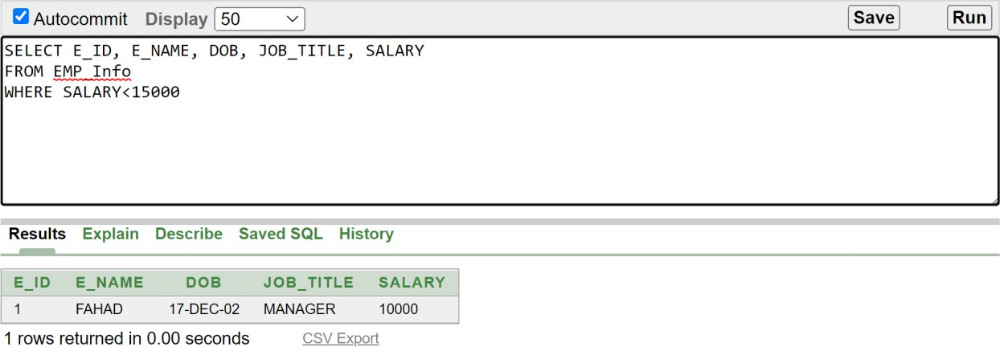 Autocommit Display 50 Save Run
SELECT E_ID, E_NAME, DOB, JOB_TITLE, SALARY
FROM EMP_Info
WHERE SALARY<15000
Results Explain Describe Saved SQL History
E_ID E_NAME DOB JOB_TITLE SALARY
1 FAHAD 17-DEC-02 MANAGER 10000
1 rows returned in 0.00 seconds CSV Export